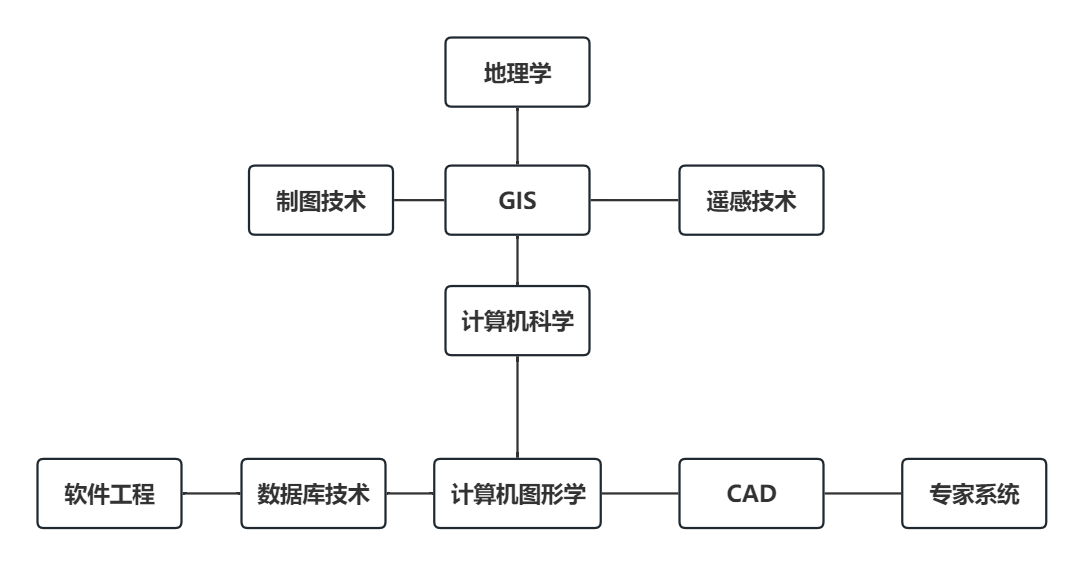 地理学
制图技术
GIS
遥感技术
计算机科学
软件工程
数据库技术
计算机图形学
CAD
专家系统